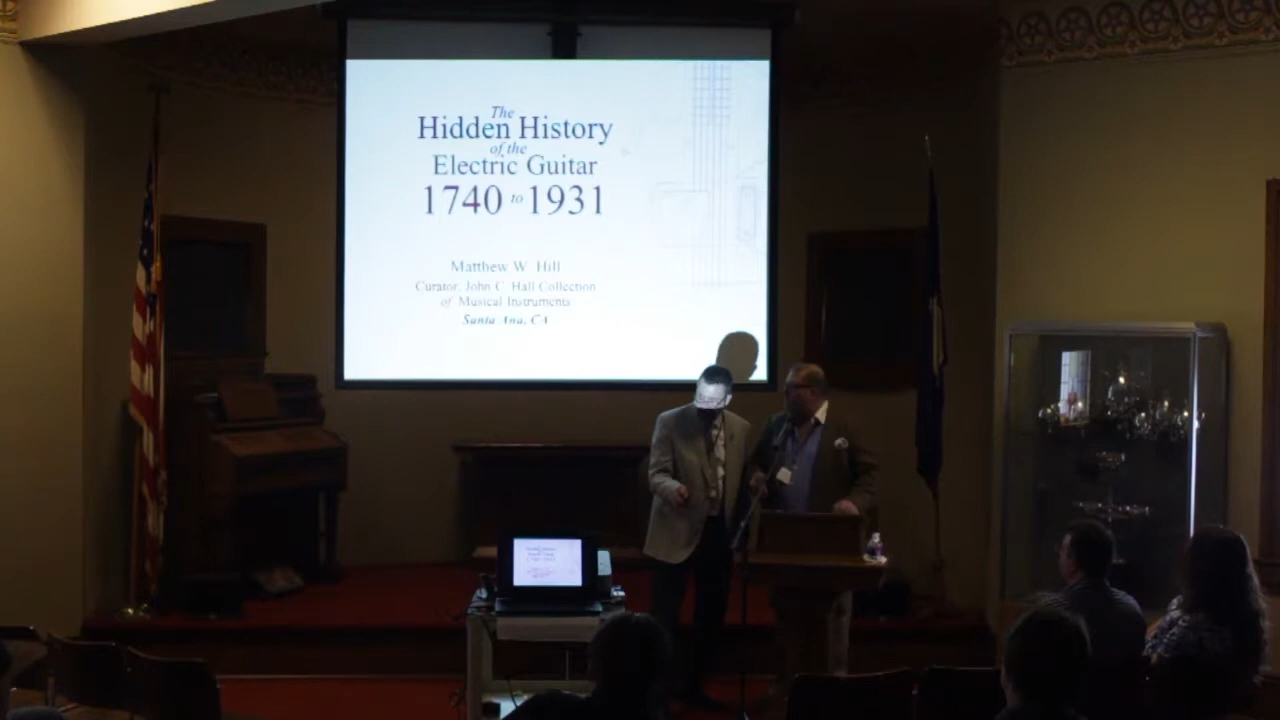 The
Hidden History
of the
Electric Guitar
1740 to 1931
Matthew W. Hill
Curator, John C. Hall Collection
of Musical Instruments
Santa Ana, CA